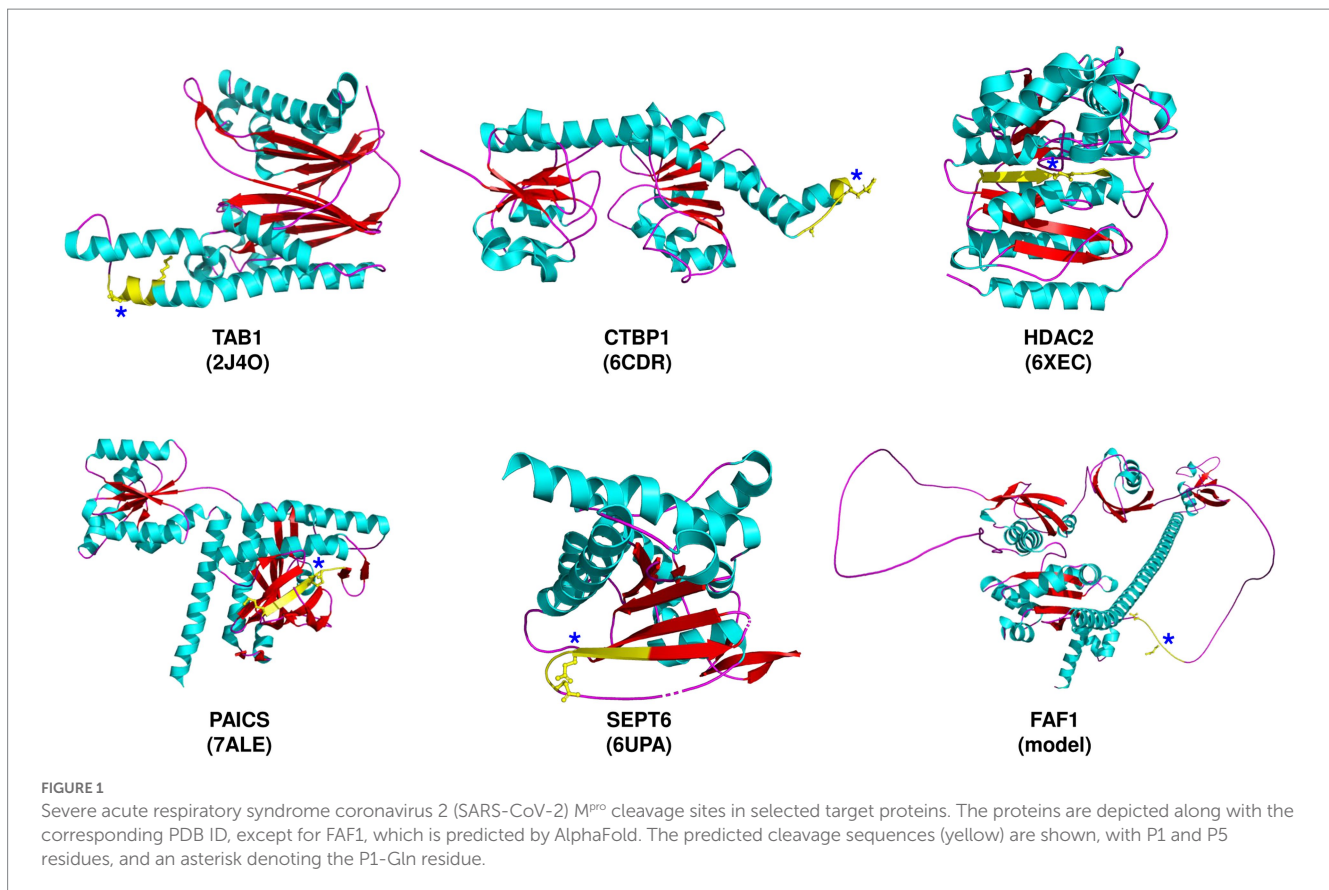 *
*
*
TAB1
(2J4O)
CTBP1
(6CDR)
HDAC2
(6XEC)
*
*
*
PAICS
(7ALE)
SEPT6
(6UPA)
FAF1
(model)
FIGURE 1
Severe acute respiratory syndrome coronavirus 2 (SARS-CoV-2) Mpro cleavage sites in selected target proteins. The proteins are depicted along with the
corresponding PDB ID, except for FAF1, which is predicted by AlphaFold. The predicted cleavage sequences (yellow) are shown, with P1 and P5
residues, and an asterisk denoting the P1-Gln residue.